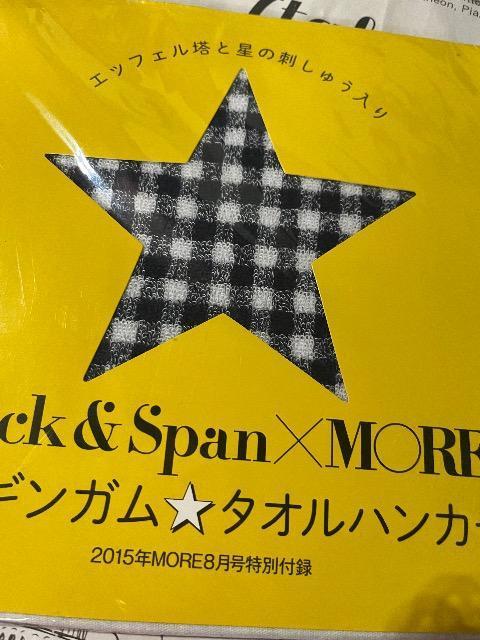 エッフェル塔と星の刺しゅう入り
ck & Span×MORE
ギンガム☆タオルハンカ
2015年MORE8月号特別付録